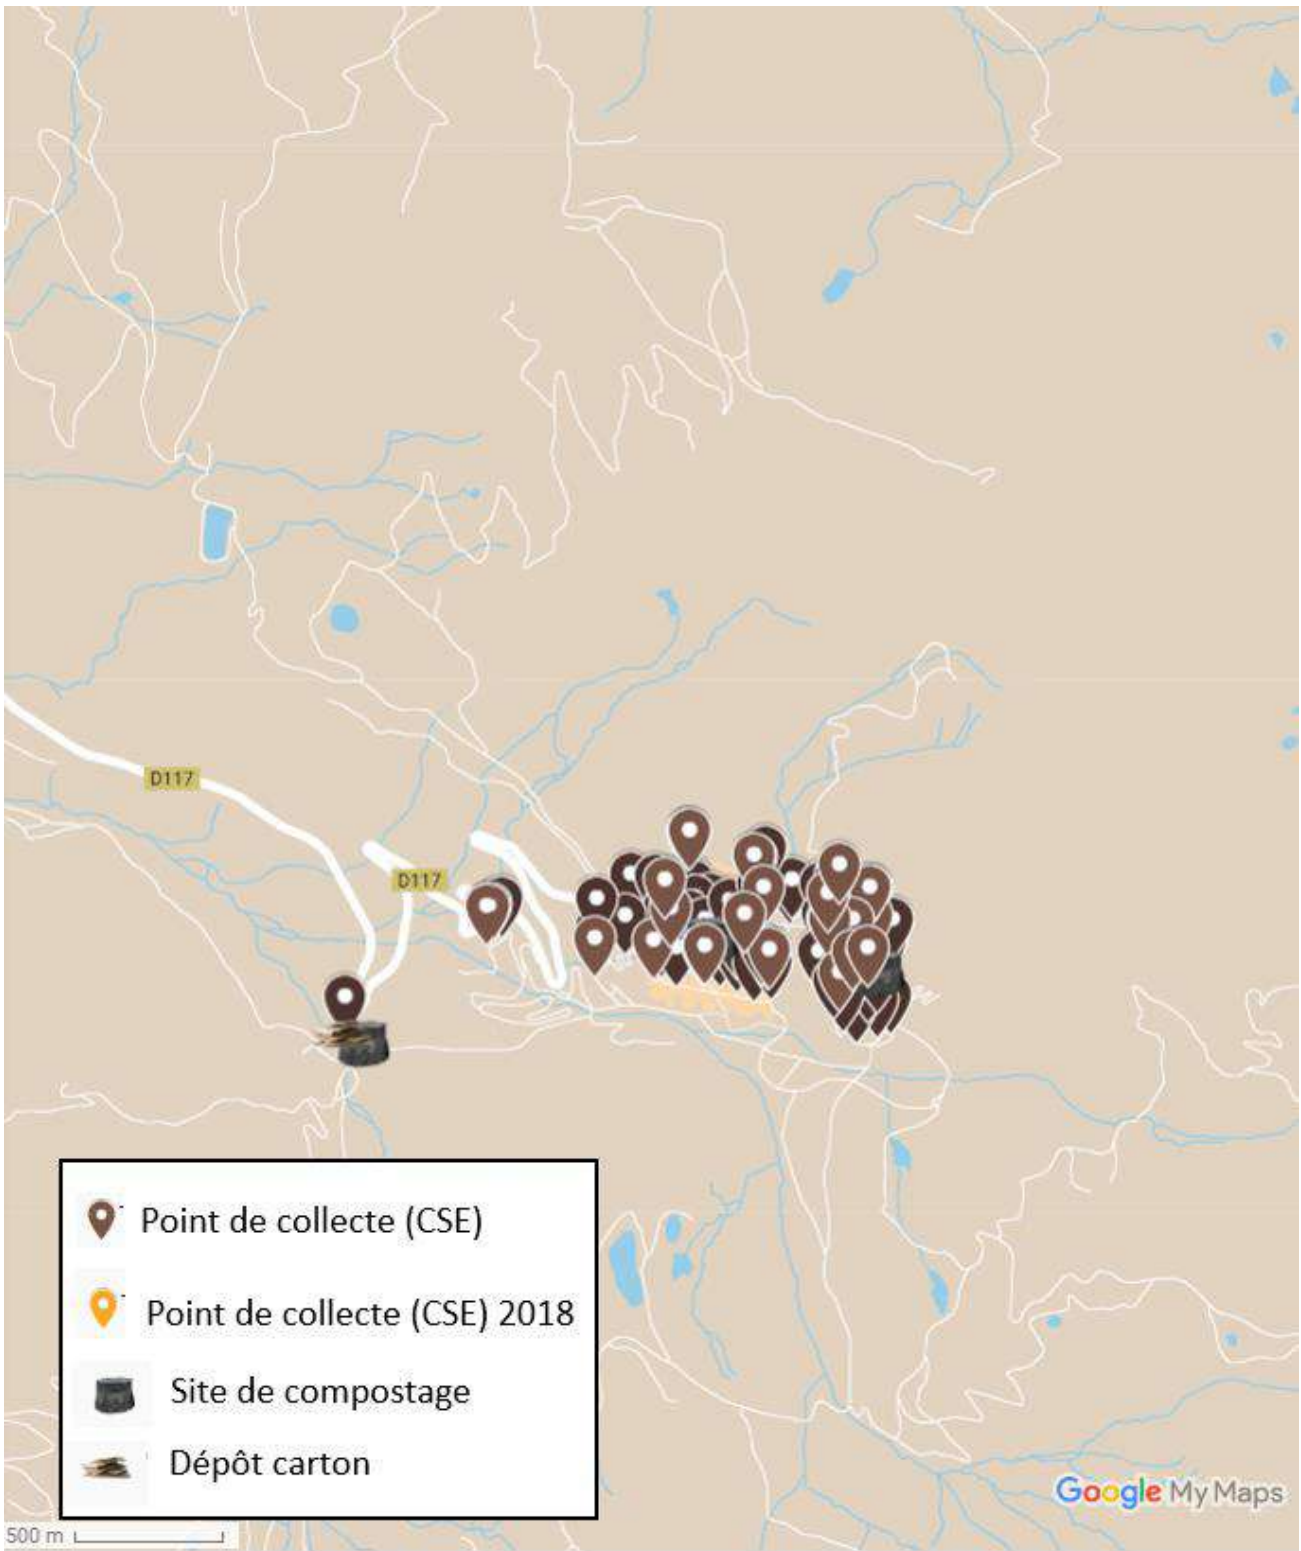 D117
D117
Point de collecte (CSE)
Point de collecte (CSE) 2018
Site de compostage
Dépôt carton
Google My Maps
500 m